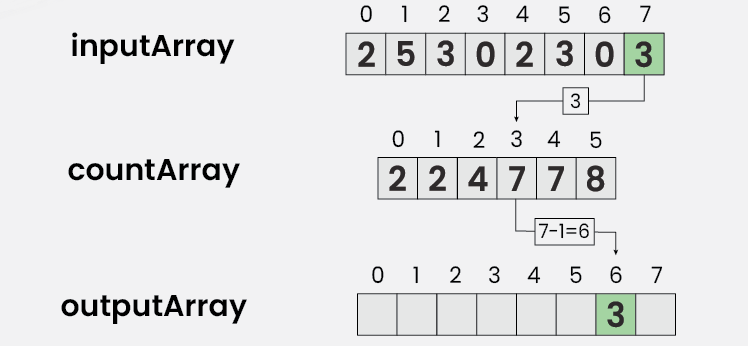 0 1 2 3 4 5 6 7
inputArray 2 5 3 0 2 3 0 3
3
0 1 2 3 4 5
countArray 2 2 4 7 7 8
7-1=6
0 1 2 3 4 5 6 7
outputArray 3